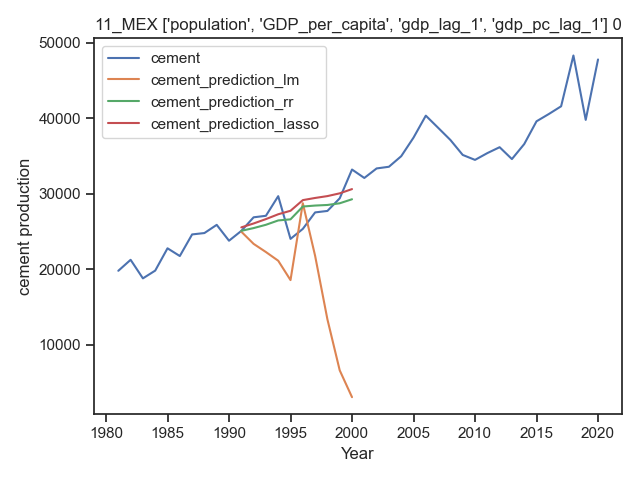 11_MEX ['population', 'GDP_per_capita', 'gdp_lag_1', 'gdp_pc_lag_1'] 0
50000
40000
30000
20000
10000
cement production
cement
cement_prediction_lm
cement_prediction_rr
cement_prediction_lasso
1980 1985 1990 1995 2000 2005 2010 2015 2020
Year